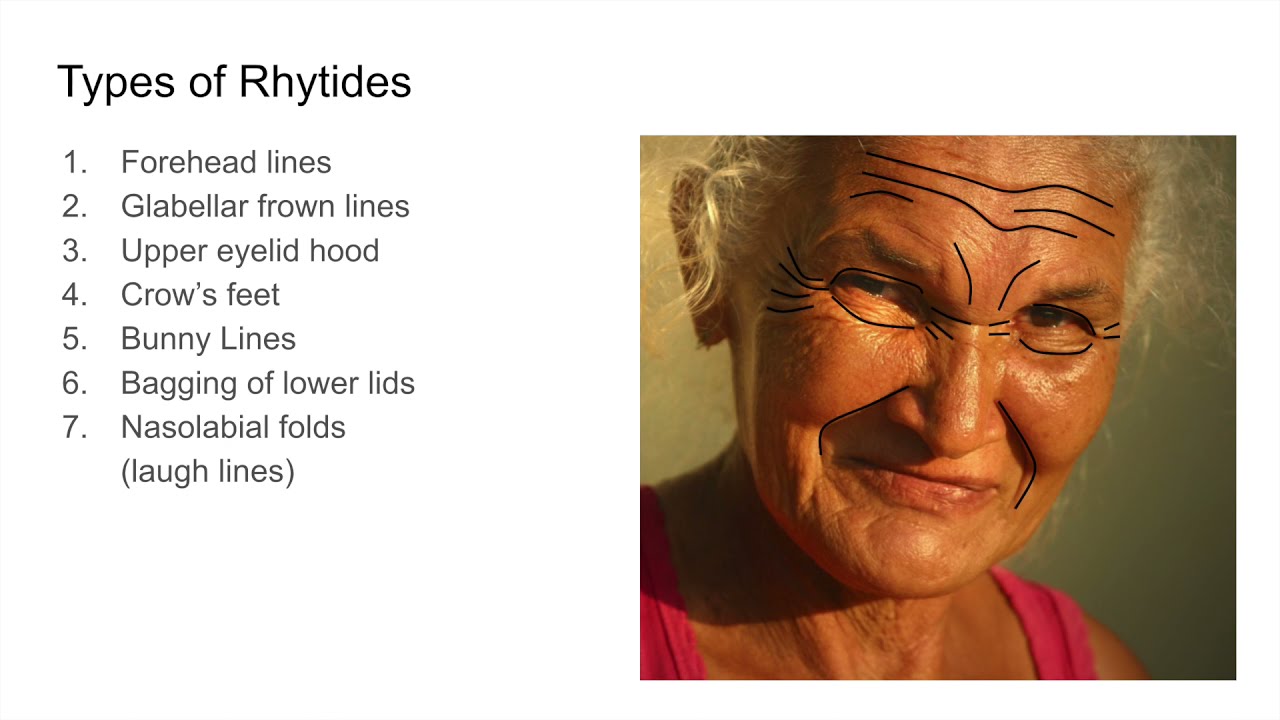 Types of Rhytides
1. Forehead lines
2. Glabellar frown lines
3. Upper eyelid hood
4. Crow’s feet
5. Bunny Lines
6. Bagging of lower lids
7. Nasolabial folds
(laugh lines)